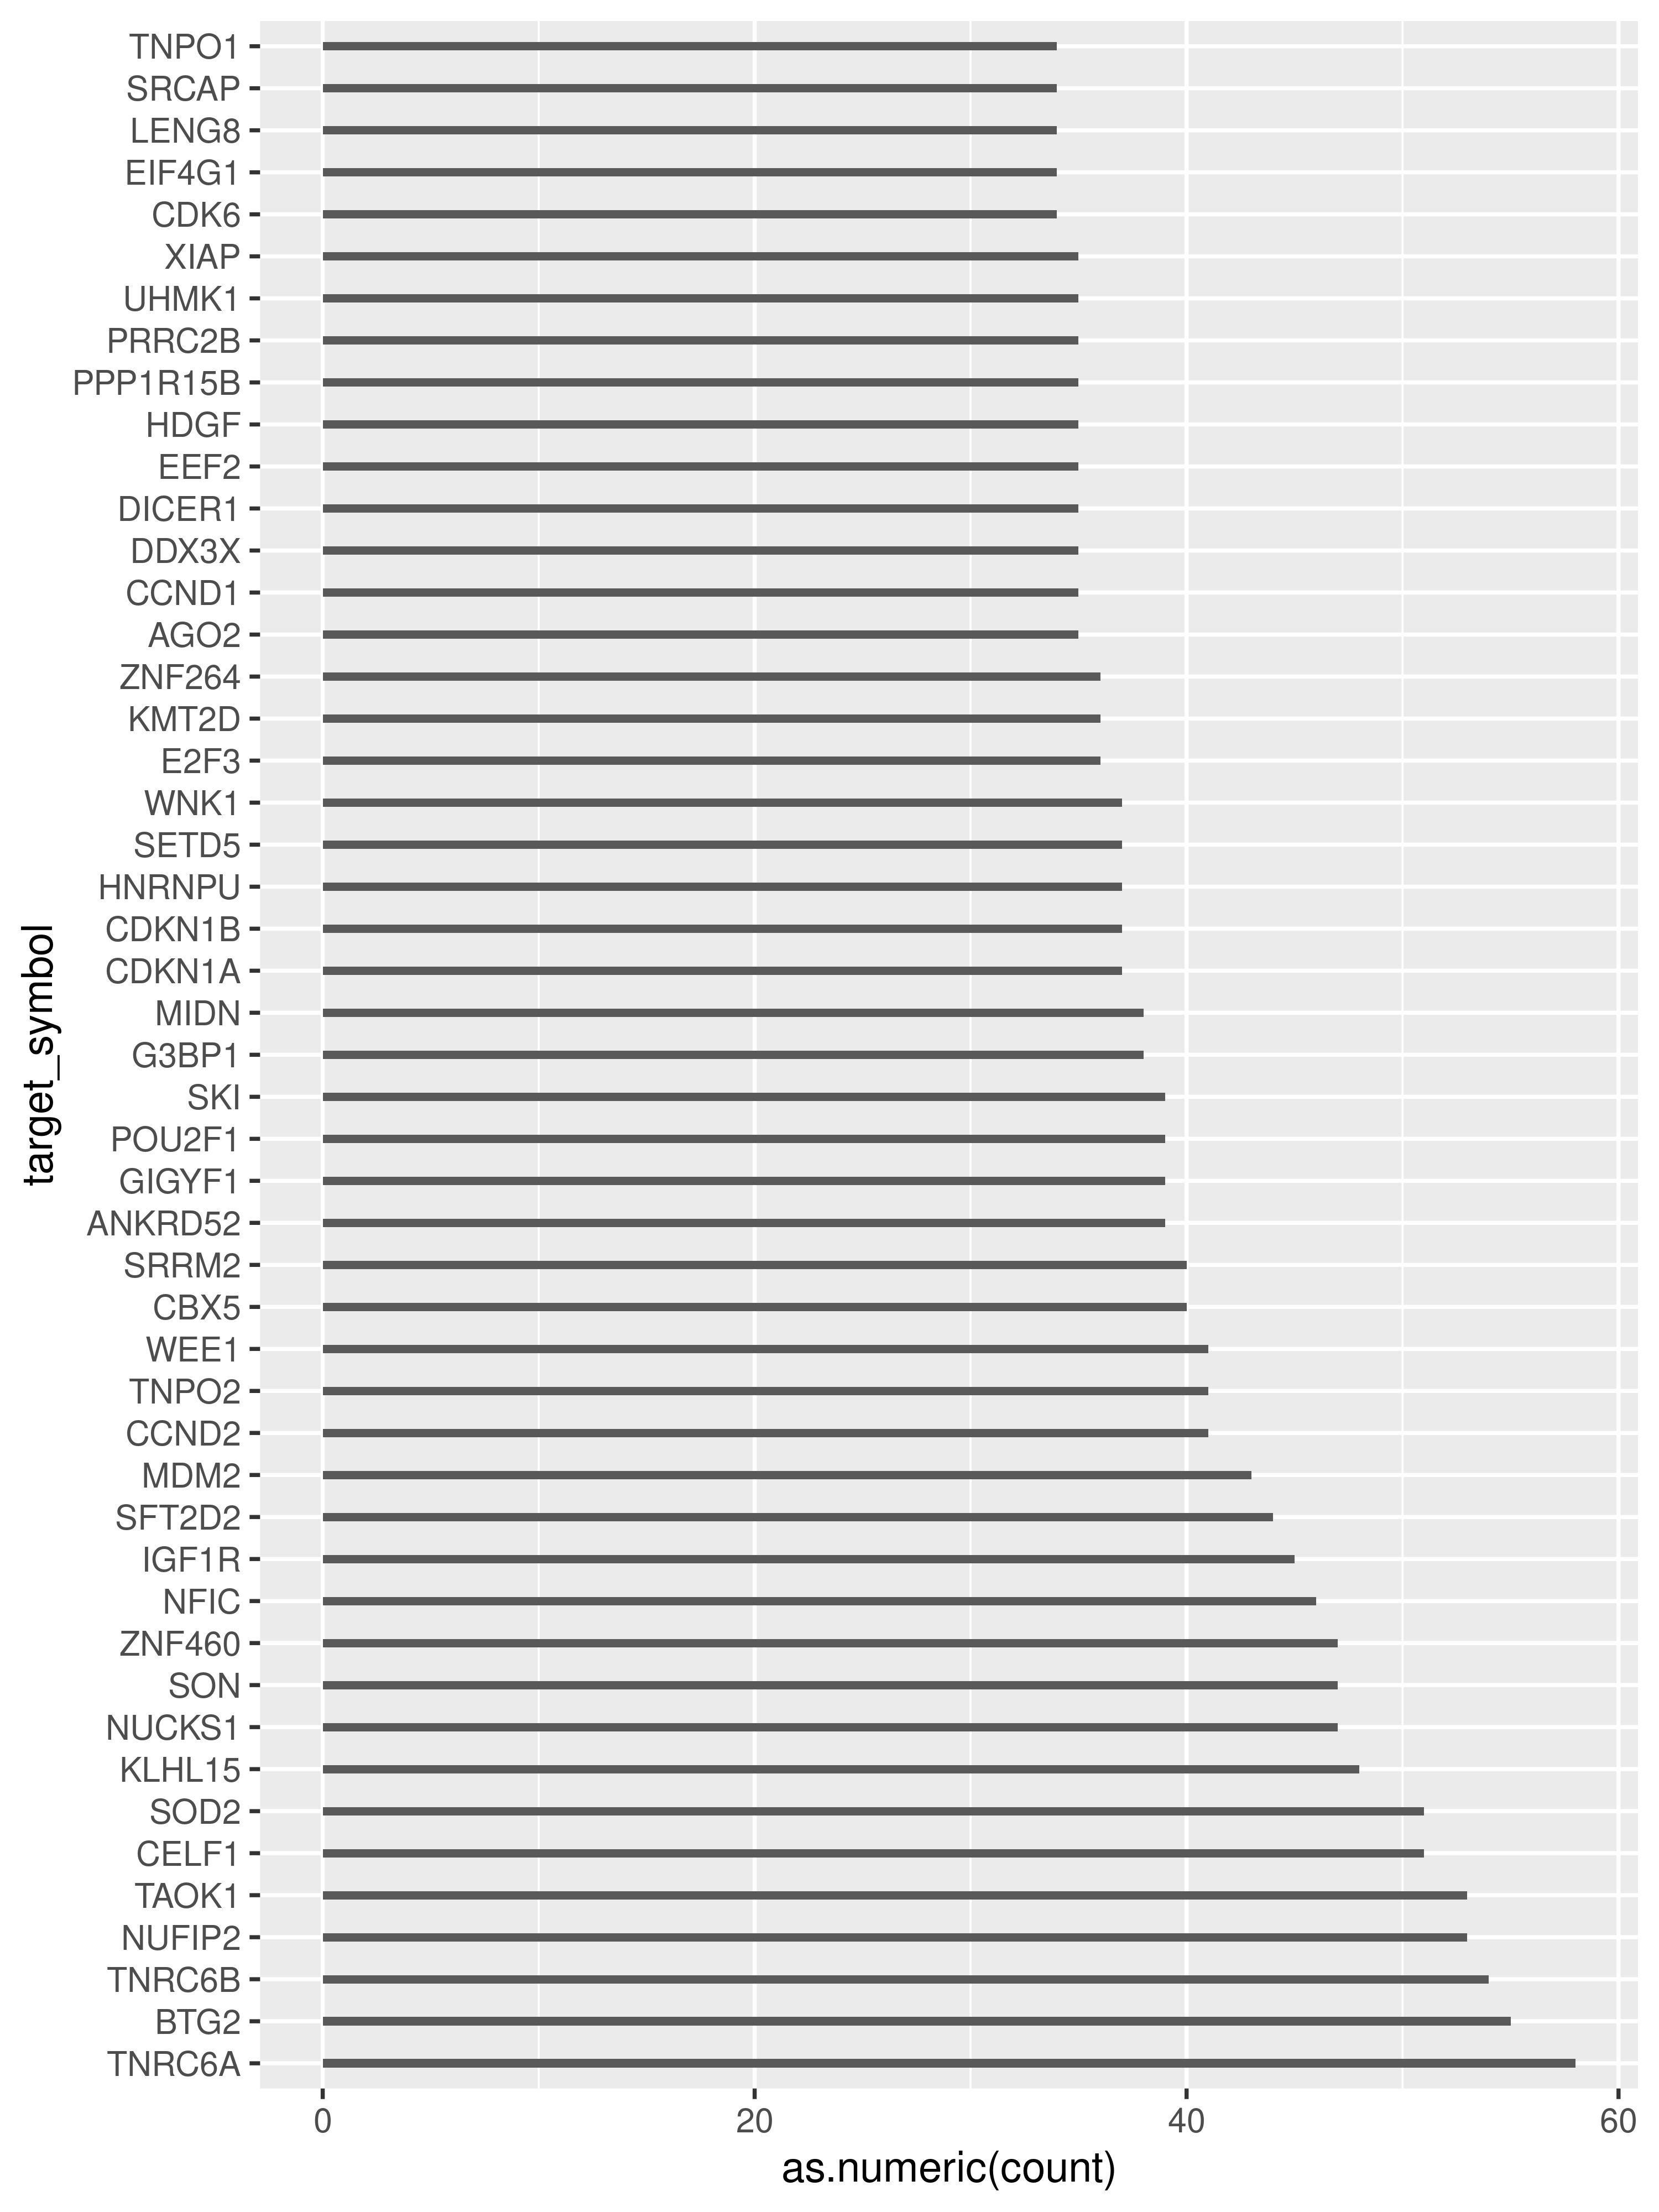 TNPO1
SRCAP
LENG8
EIF4G1
CDK6
XIAP
UHMK1
PRRC2B
PPP1R15B
HDGF
EEF2
DICER1
DDX3X
CCND1
AGO2
ZNF264
KMT2D
E2F3
WNK1
SETD5
HNRNPU
CDKN1B
CDKN1A
MIDN
G3BP1
SKI
POU2F1
GIGYF1
ANKRD52
SRRM2
CBX5
WEE1
TNPO2
CCND2
MDM2
SFT2D2
IGF1R
NFIC
ZNF460
SON
NUCKS1
KLHL15
SOD2
CELF1
TAOK1
NUFIP2
TNRC6B
BTG2
TNRC6A
target_symbol
0 20 40 60
as.numeric(count)